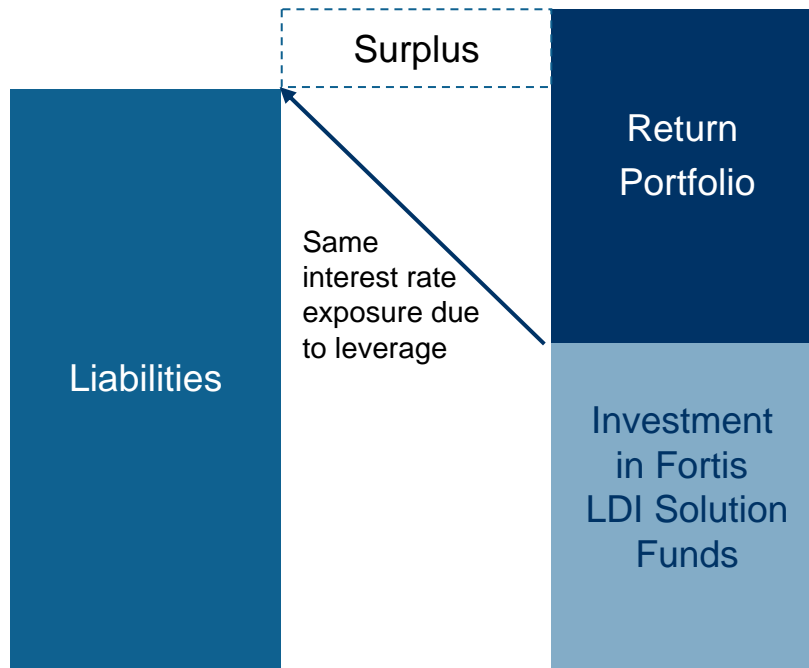 Surplus
Return
Portfolio
Same
interest rate
exposure due
to leverage
Liabilities
Investment
in Fortis
LDI Solution
Funds